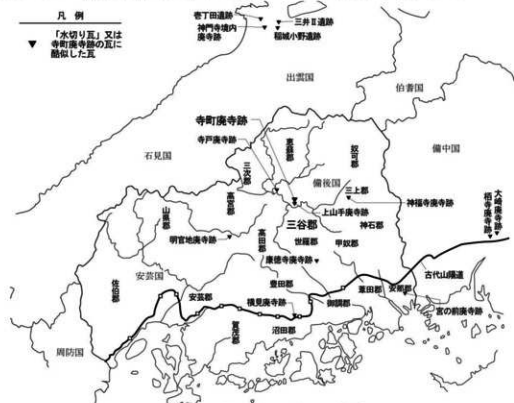 凡 例
「水切り瓦」又は
寺町廃寺跡の瓦に
酷似した瓦
壱丁田遺跡
神門寺境内
廃寺跡
三井Ⅱ遺跡
稲城小野遺跡
出雲国
伯耆国
石見国
寺町廃寺跡
寺戸廃寺跡
三次郡
恵蘇郡
奴可郡
備後国
備中国
三上郡
神福寺廃寺跡
大崎廃寺跡
栢寺廃寺跡
高宮郡
山県郡
明官地廃寺跡
高田郡
三谷郡
上山手廃寺跡
神石郡
世羅郡
甲奴郡
康徳寺廃寺跡
安芸国
佐伯郡
安芸郡
豊田郡
横見廃寺跡
賀茂郡
沼田郡
御調郡
葦田郡
安那郡
古代山陽道
宮の前廃寺跡
周防国